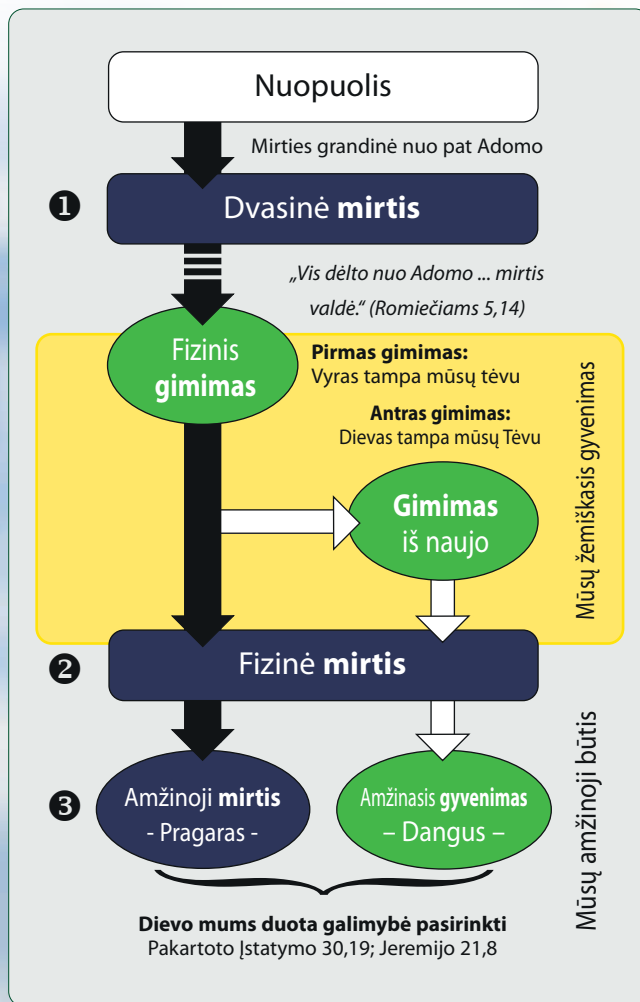 Nuopuolis
Mirties grandinė nuo pat Adomo
❶
Dvasinė mirtis
„Vis dėlto nuo Adomo ... mirtis
valdė.“ (Romiečiams 5,14)
Fizinis
gimimas
Pirmas gimimas:
Vyras tampa mūsų tėvu
Antras gimimas:
Dievas tampa mūsų Tėvu
Gimimas
iš naujo
Mūsų žemiškasis gyvenimas
❷
Fizinė mirtis
❸
Amžinoji mirtis
- Pragaras -
Amžinasis gyvenimas
– Dangus –
Mūsų amžinoji būtis
Dievo mums duota galimybė pasirinkti
Pakartoto Įstatymo 30,19; Jeremijo 21,8